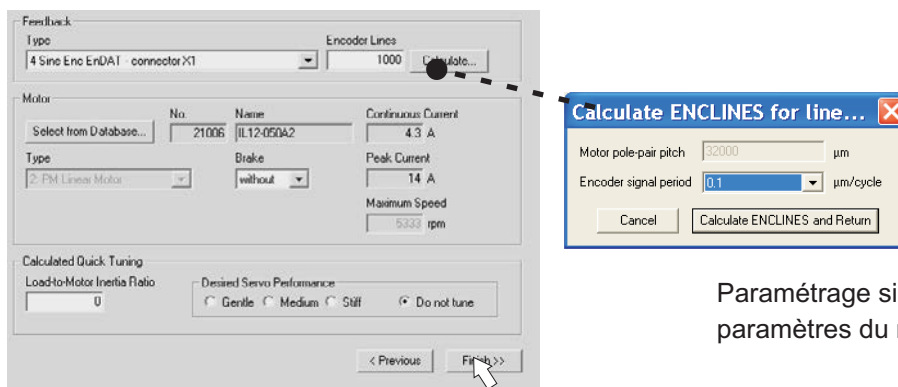 Feedback
Type
Encoder Lines
4 Sine Enc EnDAT - connector X1
1000
Calculate...
Motor
No.
Name
Continuous Current
Select from Database...
21006
IL12-050A2
4.3 A
Type
Brake
Peak Current
2: PM Linear Motor
without
14 A
Maximum Speed
5333 rpm
Calculated Quick Tuning
Load-to-Motor Inertia Ratio
0
Desired Servo Performance
Gentle
Medium
Stiff
Do not tune
< Previous
Finish >>
Calculate ENCLINES for line...
Motor pole-pair pitch
32000
µm
Encoder signal period
0.1
µm/cycle
Cancel
Calculate ENCLINES and Return
Paramétrage si
paramètres du